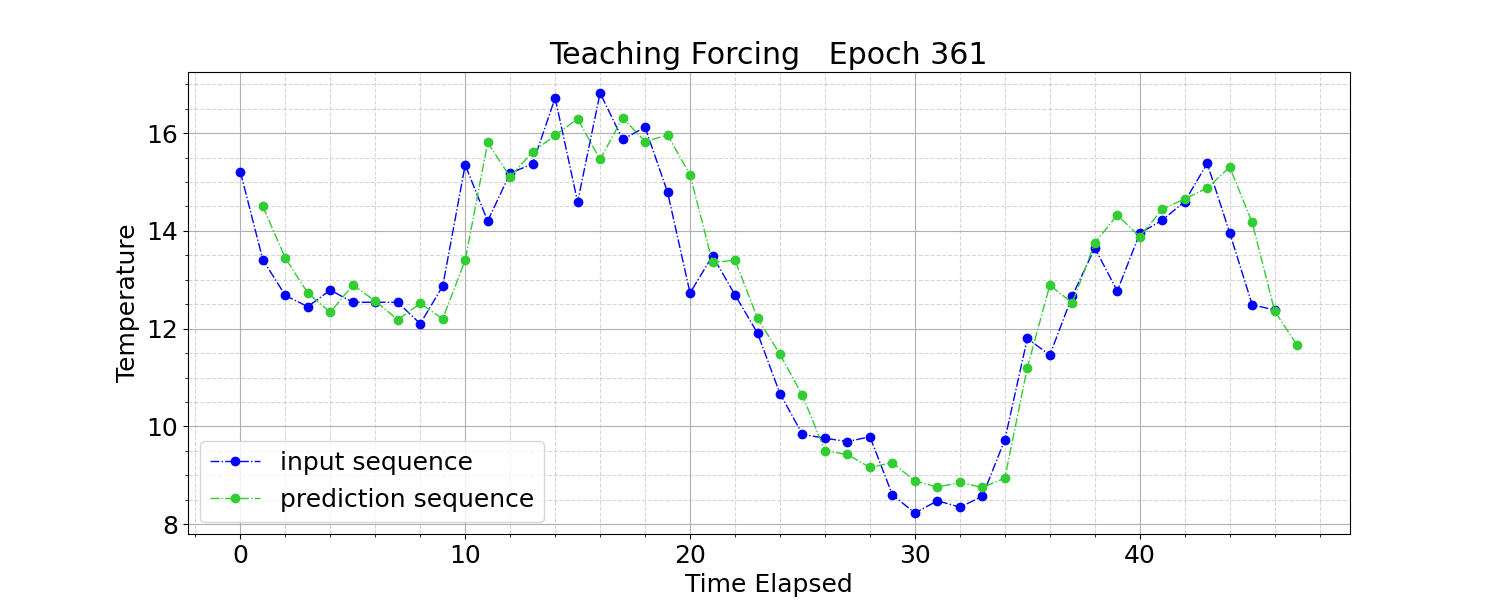 Teaching Forcing   Epoch 361
Temperature
16
14
12
10
8
input sequence
prediction sequence
0 10 20 30 40
Time Elapsed